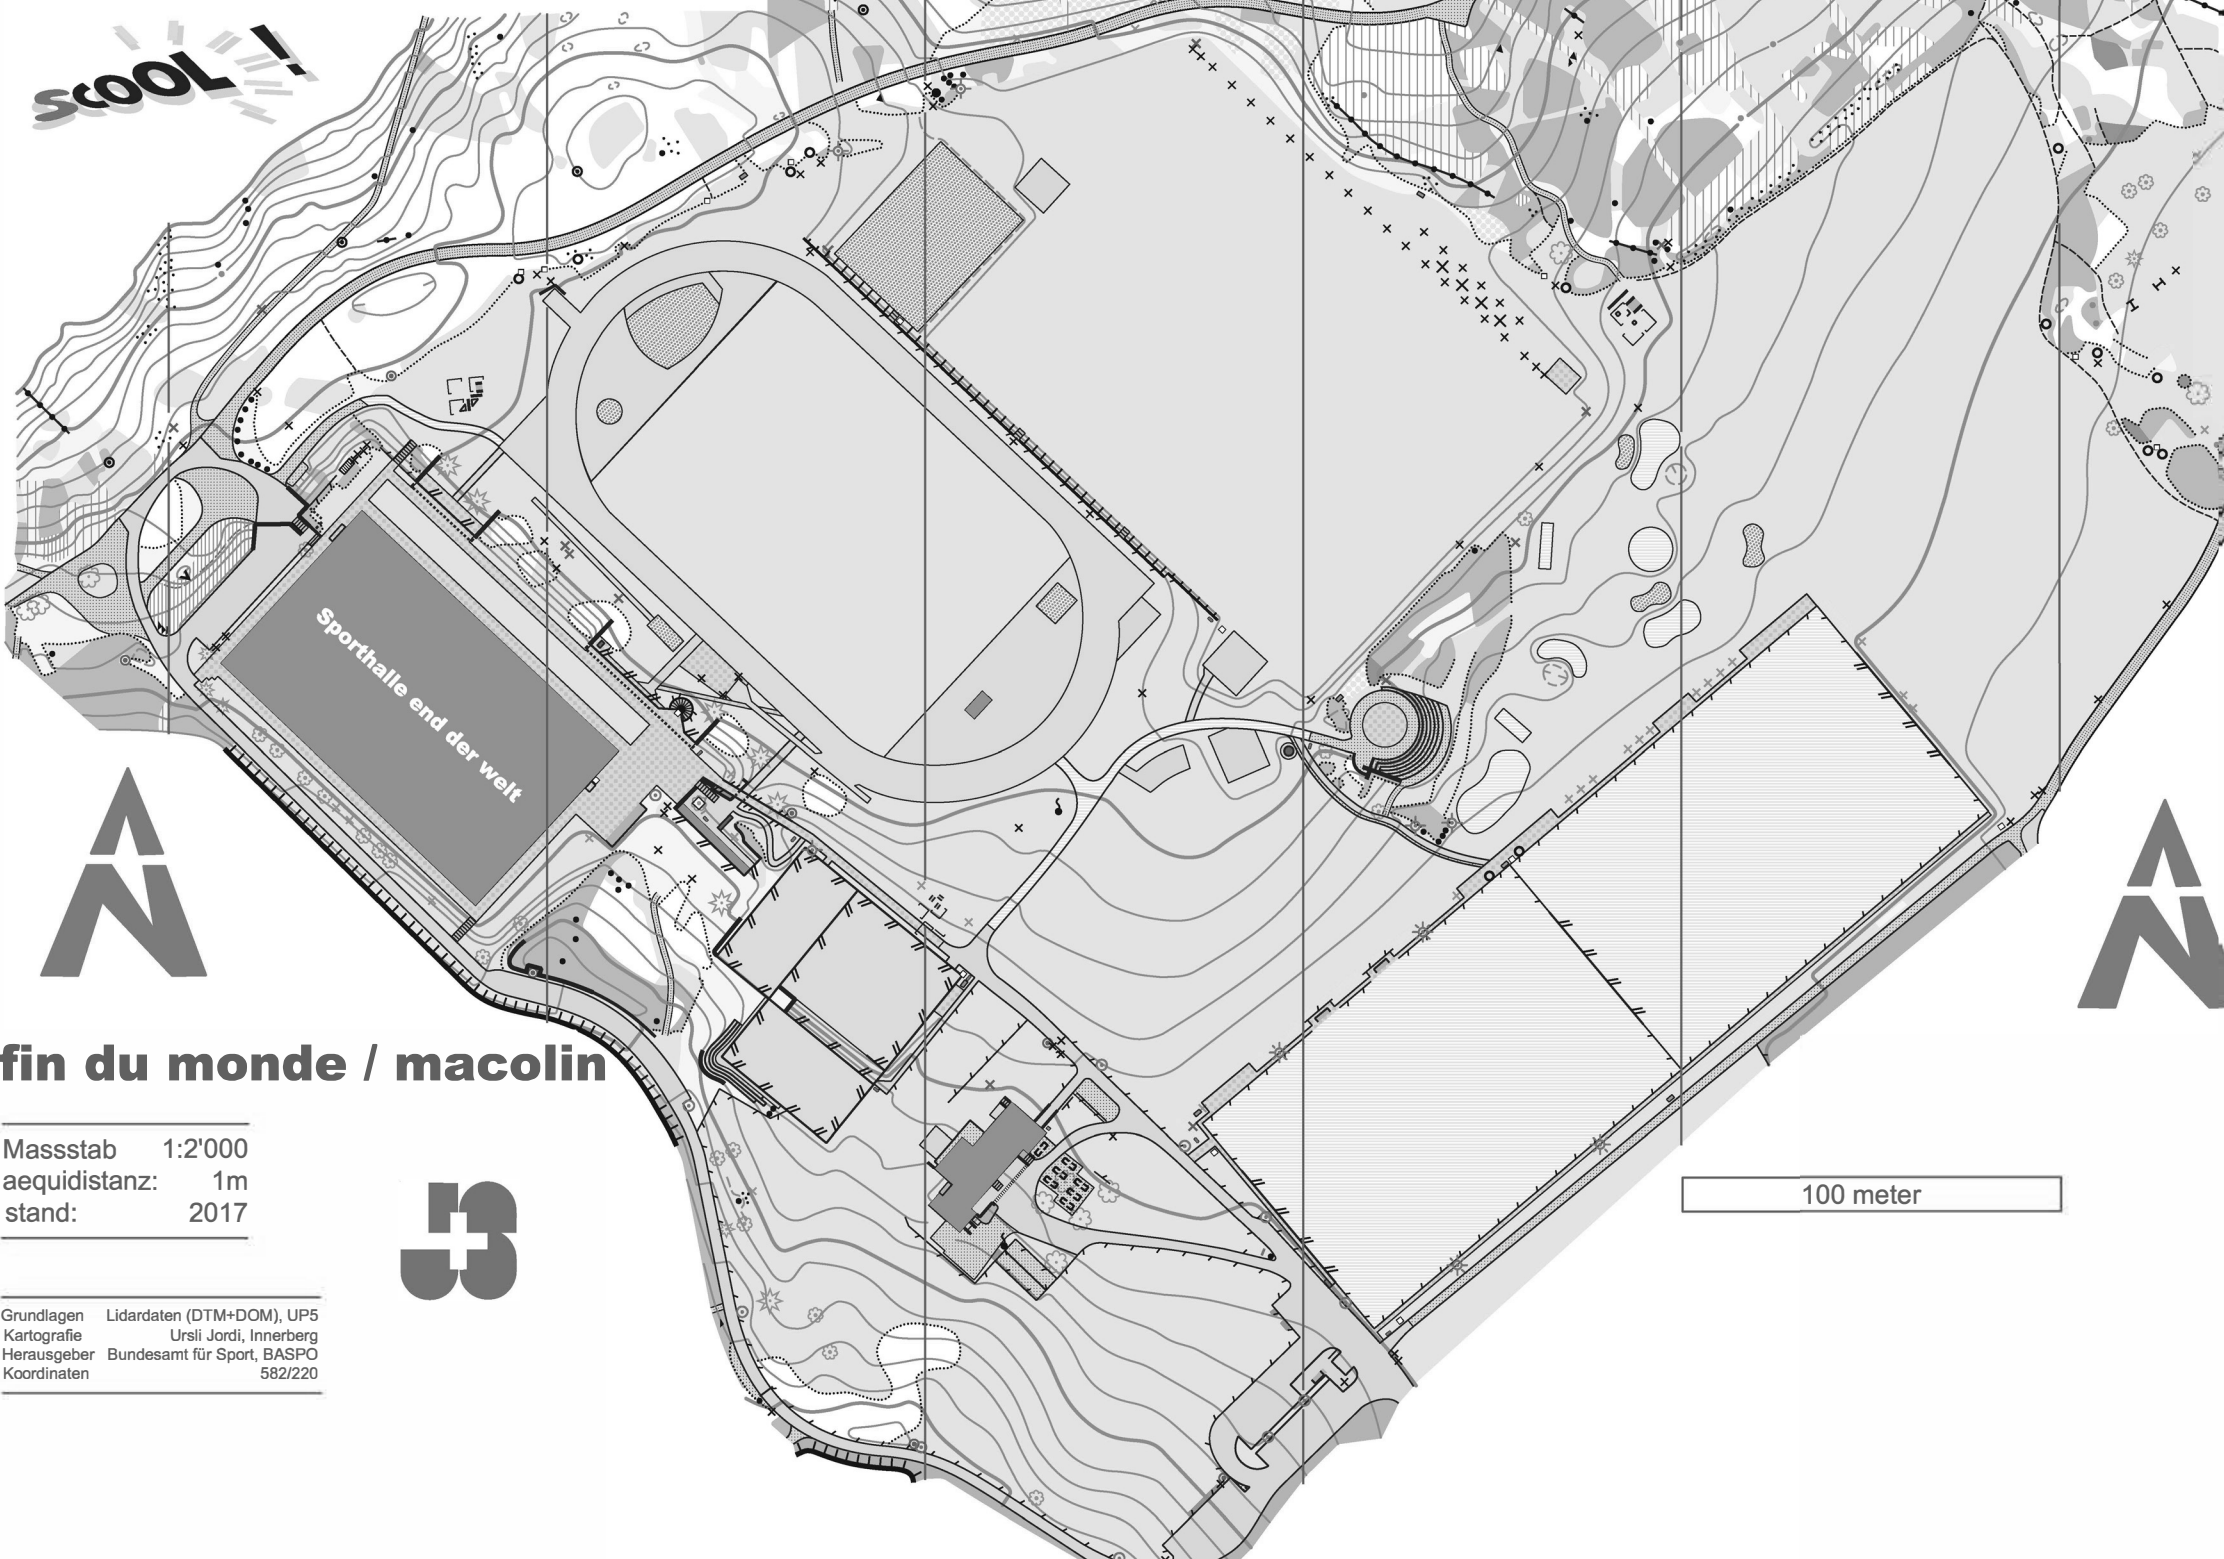 scool !
Sporthalle end der welt
N
N
fin du monde / macolin
Massstab 1:2'000
aequidistanz: 1m
stand: 2017
100 meter
Grundlagen Lidardaten (DTM+DOM), UP5
Kartografie Ursli Jordi, Innerberg
Herausgeber Bundesamt für Sport, BASPO
Koordinaten 582/220